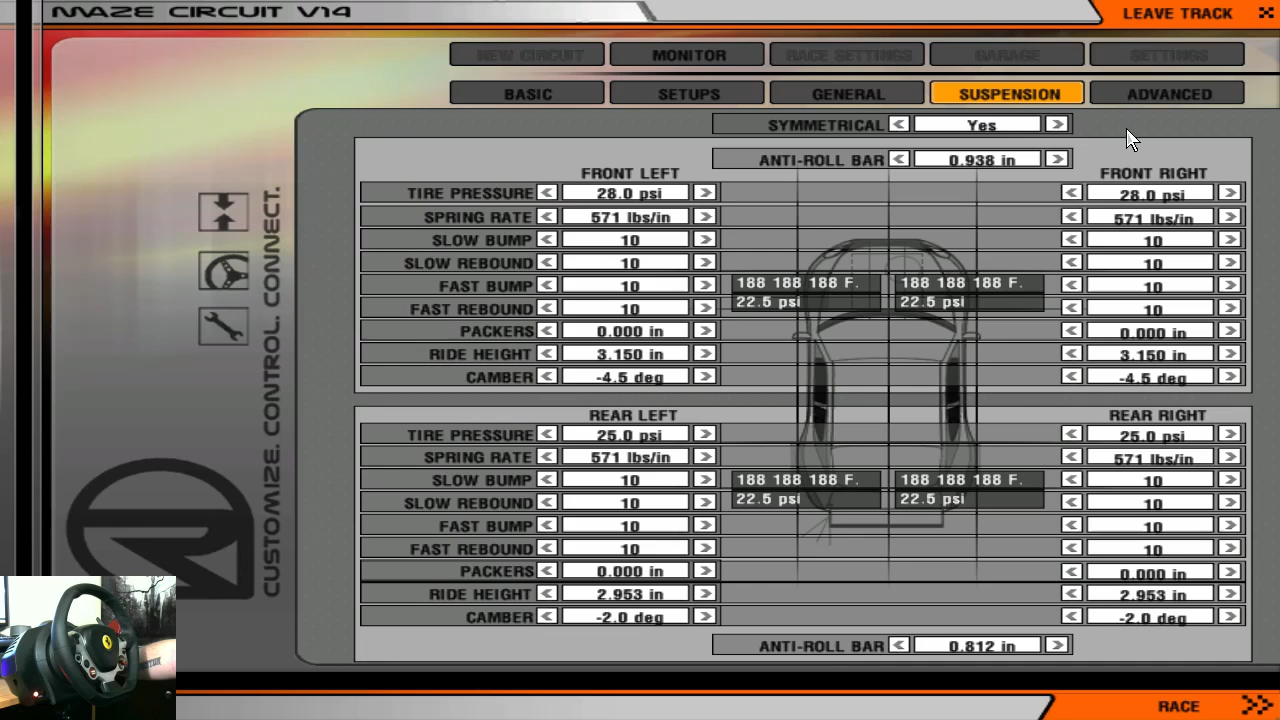 MAZE CIRCUIT V14
LEAVE TRACK
NEW CIRCUIT MONITOR RACE SETTINGS GARAGE SETTINGS
BASIC SETUPS GENERAL SUSPENSION ADVANCED
SYMMETRICAL Yes
ANTI-ROLL BAR 0.938 in
FRONT LEFT FRONT RIGHT
TIRE PRESSURE 28.0 psi 28.0 psi
SPRING RATE 571 lbs/in 571 lbs/in
SLOW BUMP 10 10
SLOW REBOUND 10 10
FAST BUMP 10 188 188 188 F. 188 188 188 F. 10
22.5 psi 22.5 psi
FAST REBOUND 10 10
PACKERS 0.000 in 0.000 in
RIDE HEIGHT 3.150 in 3.150 in
CAMBER -4.5 deg -4.5 deg
REAR LEFT REAR RIGHT
TIRE PRESSURE 25.0 psi 25.0 psi
SPRING RATE 571 lbs/in 571 lbs/in
SLOW BUMP 10 188 188 188 F. 188 188 188 F. 10
22.5 psi 22.5 psi
SLOW REBOUND 10 10
FAST BUMP 10 10
FAST REBOUND 10 10
PACKERS 0.000 in 0.000 in
RIDE HEIGHT 2.953 in 2.953 in
CAMBER -2.0 deg -2.0 deg
ANTI-ROLL BAR 0.812 in
CUSTOMIZE. CONTROL. CONNECT.
RACE